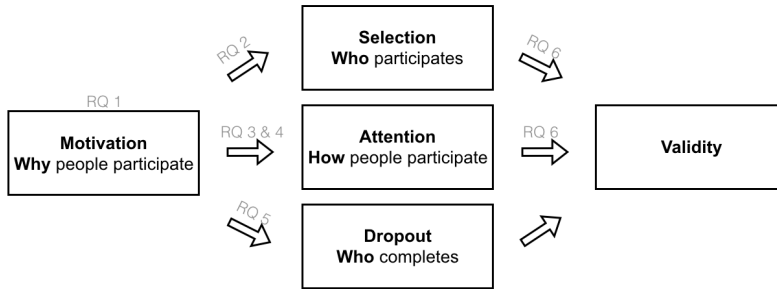 RQ 1
Motivation
Why people participate
RQ 2
RQ 3 & 4
RQ 5
Selection
Who participates
Attention
How people participate
Dropout
Who completes
RQ 6
RQ 6
Validity